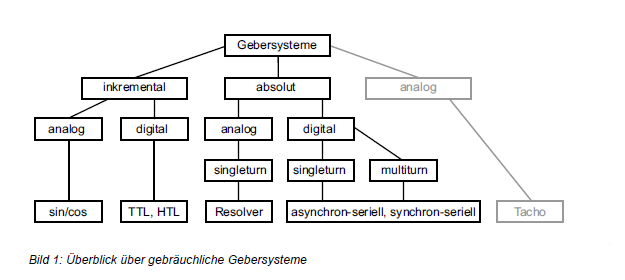 Gebersysteme
inkremental
absolut
analog
analog
digital
analog
digital
singleturn
singleturn
multiturn
sin/cos
TTL, HTL
Resolver
asynchron-seriell, synchron-seriell
Tacho
Bild 1: Überblick über gebräuchliche Gebersysteme